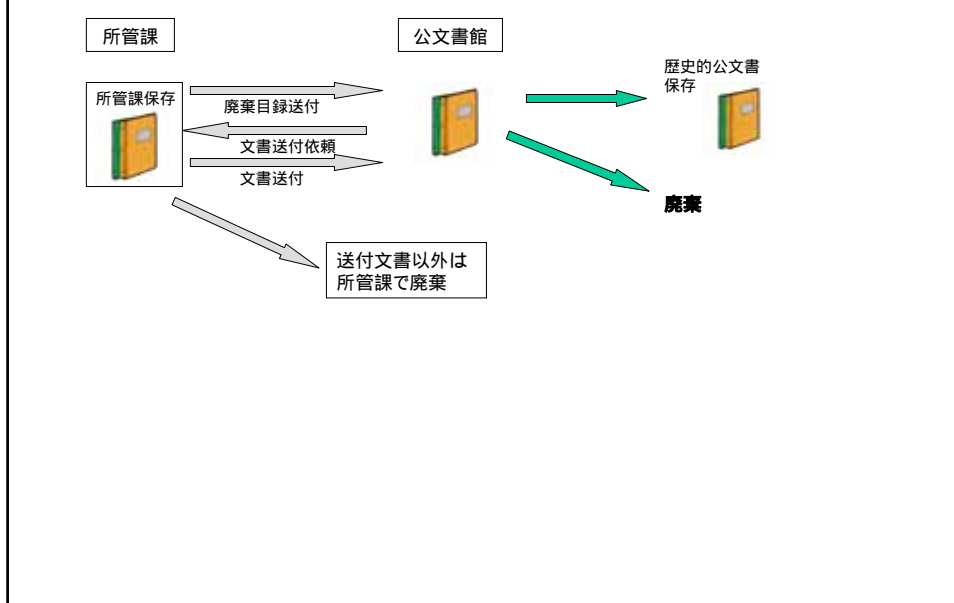 所管課
公文書館
所管課保存
廃棄目録送付
文書送付依頼
文書送付
歴史的公文書
保存
廃棄
送付文書以外は
所管課で廃棄